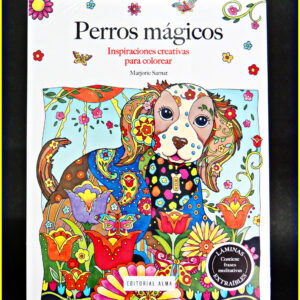 Perros mágicos
Inspiraciones creativas
para colorear
Marjorie Sarnat
LÁMINAS
Contiene
frases
meditativas
EXTRAÍBLES
EDITORIAL ALMA